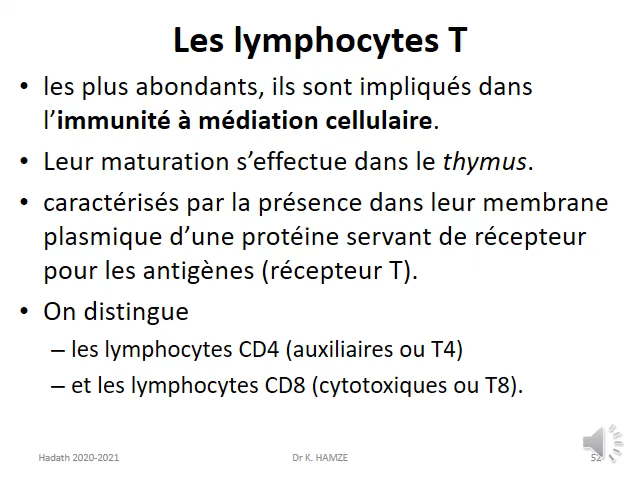 Les lymphocytes T
• les plus abondants, ils sont impliqués dans
l’immunité à médiation cellulaire.
• Leur maturation s’effectue dans le thymus.
• caractérisés par la présence dans leur membrane
plasmique d’une protéine servant de récepteur
pour les antigènes (récepteur T).
• On distingue
– les lymphocytes CD4 (auxiliaires ou T4)
– et les lymphocytes CD8 (cytotoxiques ou T8).
Hadath 2020-2021 Dr K. HAMZE 52